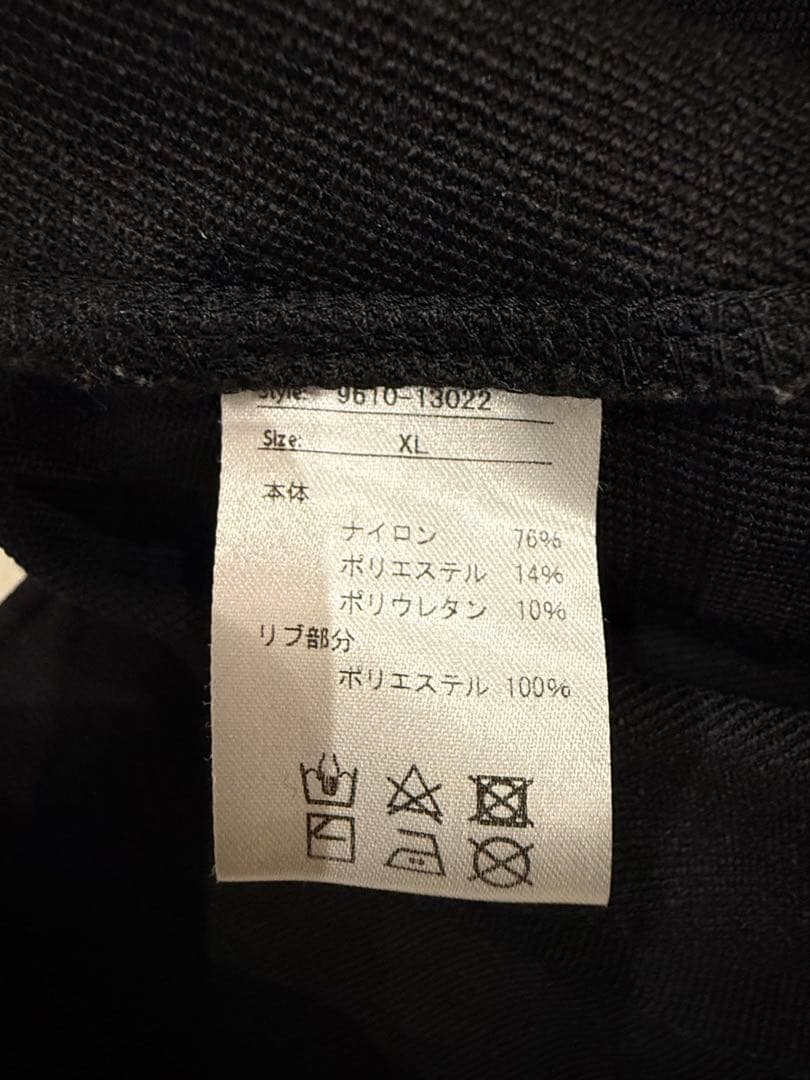 Style: 9610-13022
Size: XL
本体
ナイロン 76%
ポリエステル 14%
ポリウレタン 10%
リブ部分
ポリエステル 100%